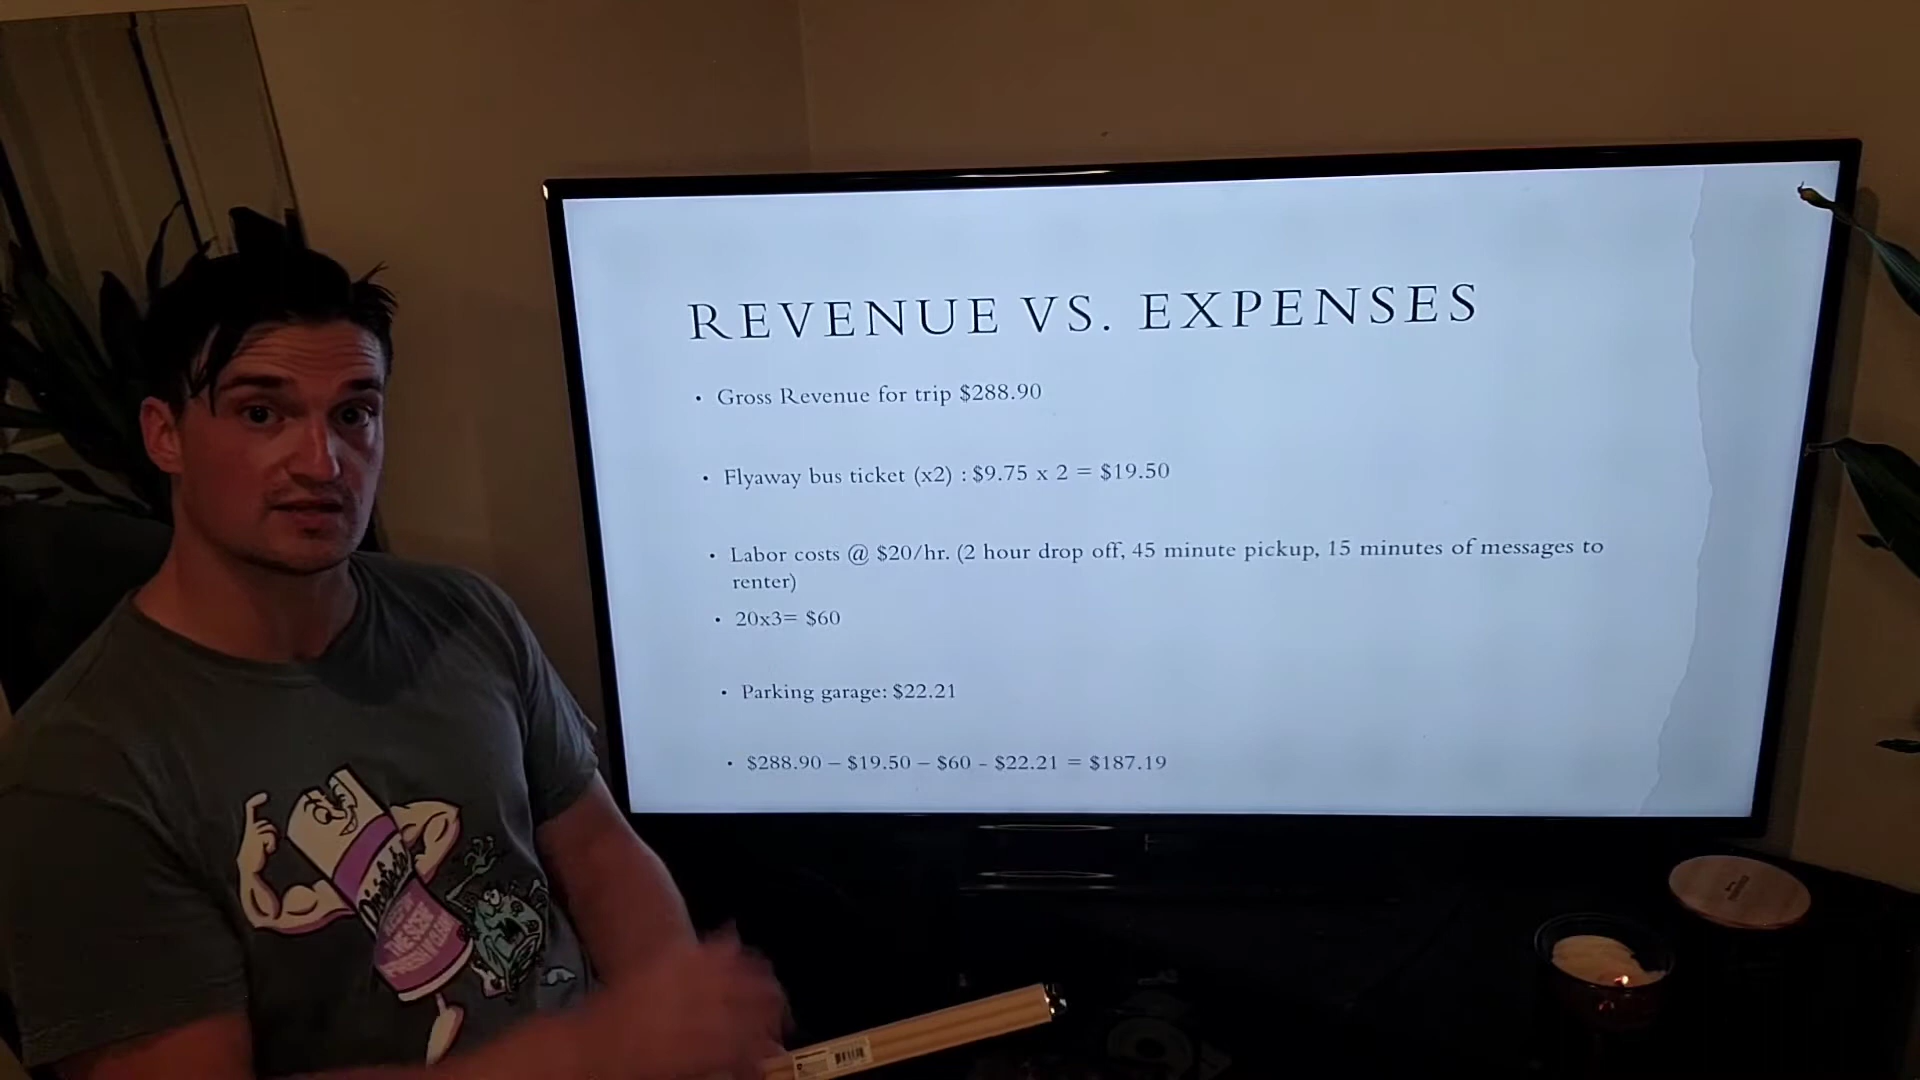 REVENUE VS. EXPENSES
• Gross Revenue for trip $288.90
• Flyaway bus ticket (x2) : $9.75 x 2 = $19.50
• Labor costs @ $20/hr. (2 hour drop off, 45 minute pickup, 15 minutes of messages to
renter)
• 20x3= $60
• Parking garage: $22.21
• $288.90 – $19.50 – $60 - $22.21 = $187.19